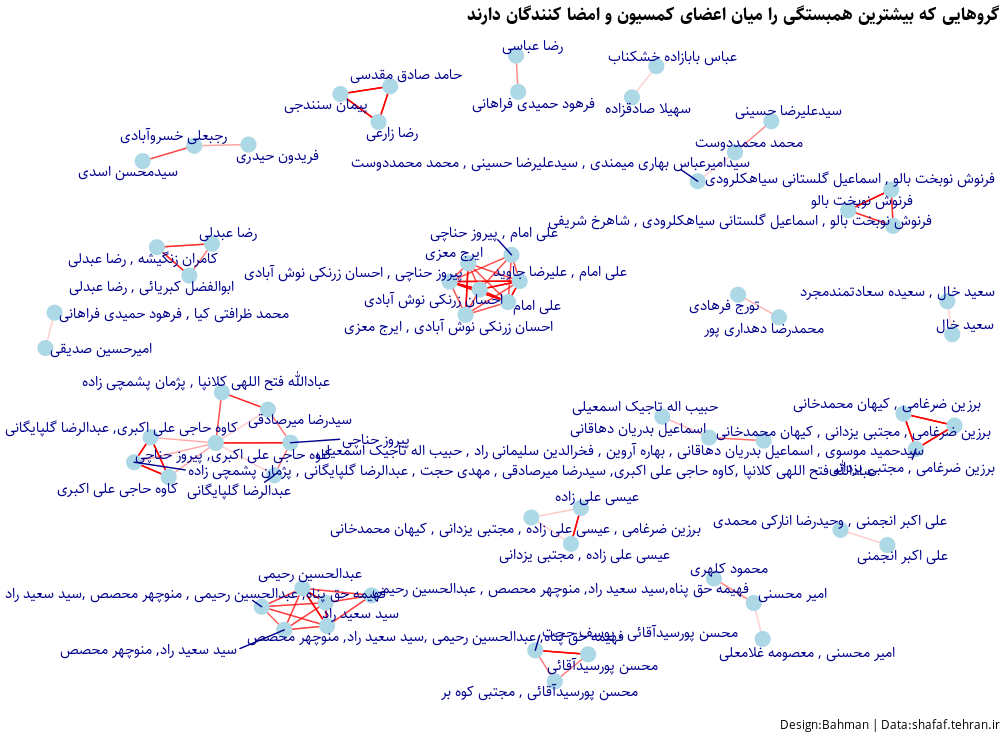 گروهایی که بیشترین همبستگی را میان اعضای کمسیون و امضا کنندگان دارند
رضا عباسی
فرهود حمیدی فراهانی
عباس بابازاده خشکناب
سهیلا صادقزاده
حامد صادق مقدسی
پیمان سنندجی
رضا زارعی
سیدعلیرضا حسینی
محمد محمددوست
سیدامیرعباس بهاری میمندی , سیدعلیرضا حسینی , محمد محمددوست
رجبعلی خسروآبادی
فریدون حیدری
سیدمحسن اسدی
فرنوش نوبخت بالو , اسماعیل گلستانی سیاهکلرودی
فرنوش نوبخت بالو
فرنوش نوبخت بالو , اسماعیل گلستانی سیاهکلرودی , شاهرخ شریفی
رضا عبدلی
کامران زنگیشه , رضا عبدلی
ابوالفضل کبریائی , رضا عبدلی
علی امام , پیروز حناچی
ایرج معزی
علی امام , علیرضا جاوید
پیروز حناچی , احسان زرنکی نوش آبادی
احسان زرنکی نوش آبادی
علی امام
احسان زرنکی نوش آبادی , ایرج معزی
محمد ظرافتی کیا , فرهود حمیدی فراهانی
امیرحسین صدیقی
تورج فرهادی
محمدرضا دهداری پور
سعید خال , سعیده سعادتمندمجرد
سعید خال
عبادالله فتح اللهی کلانپا , پژمان پشمچی زاده
سیدرضا میرصادقی
کاوه حاجی علی اکبری,عبدالرضا گلپایگانی
پیروز حناچی
کاوه حاجی علی اکبری,پیروز حناچی
عبادالله فتح اللهی کلانپا ,کاوه حاجی علی اکبری,سیدرضا میرصادقی , مهدی حجت , عبدالرضا گلپایگانی , پژمان پشمچی زاده
کاوه حاجی علی اکبری
عبدالرضا گلپایگانی
حبیب اله تاجیک اسمعیلی
اسماعیل بدریان دهاقانی
سیدحمید موسوی , اسماعیل بدریان دهاقانی , بهاره آروین , فخرالدین سلیمانی راد , حبیب اله تاجیک اسمعیلی
برزین ضرغامی , کیهان محمدخانی
برزین ضرغامی , مجتبی یزدانی , کیهان محمدخانی
برزین ضرغامی , مجتبی یزدانی
عیسی علی زاده
برزین ضرغامی , عیسی علی زاده , مجتبی یزدانی , کیهان محمدخانی
عیسی علی زاده , مجتبی یزدانی
علی اکبر انجمنی , وحیدرضا انارکی محمدی
علی اکبر انجمنی
عبدالحسین رحیمی
فهیمه حق پناه,سید سعید راد, منوچهر محصص , عبدالحسین رحیمی
فهیمه حق پناه,عبدالحسین رحیمی , منوچهر محصص ,سید سعید راد
سید سعید راد
فهیمه حق پناه,عبدالحسین رحیمی ,سید سعید راد, منوچهر محصص
سید سعید راد, منوچهر محصص
محمود کلهری
امیر محسنی
امیر محسنی , معصومه غلامعلی
محسن پورسیدآقائی , یوسف حجت
محسن پورسیدآقائی
محسن پورسیدآقائی , مجتبی کوه بر
Design:Bahman | Data:shafaf.tehran.ir